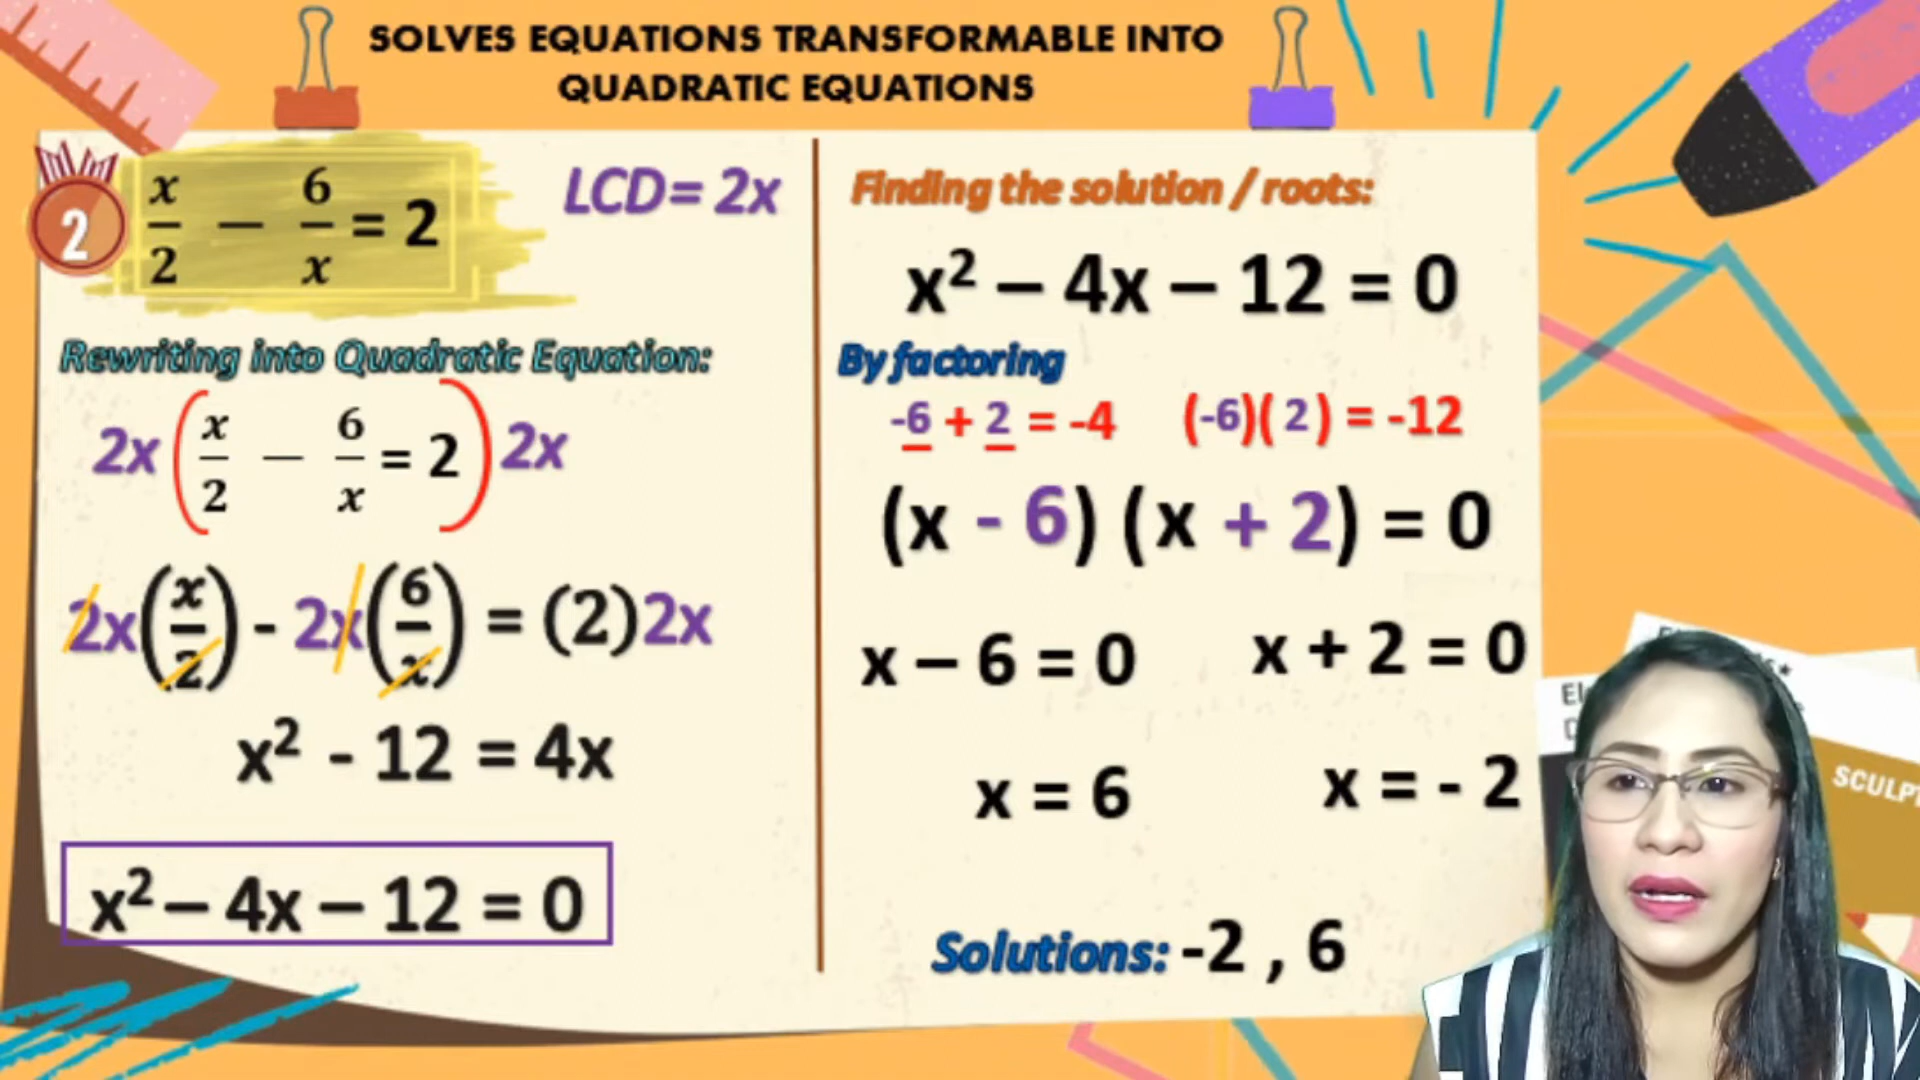 SOLVES EQUATIONS TRANSFORMABLE INTO
QUADRATIC EQUATIONS
2
x/2 − 6/x = 2
LCD= 2x
Rewriting into Quadratic Equation:
2x ( x/2 − 6/x = 2 ) 2x
2x(x/2) - 2x(6/x) = (2)2x
x² - 12 = 4x
x² – 4x – 12 = 0
Finding the solution / roots:
x² – 4x – 12 = 0
By factoring
-6 + 2 = -4 (-6)( 2 ) = -12
(x - 6) (x + 2) = 0
x – 6 = 0 x + 2 = 0
x = 6 x = - 2
Solutions: -2 , 6